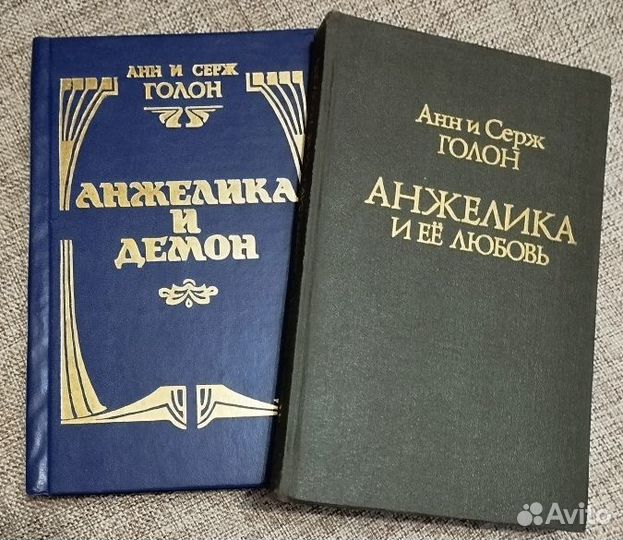 АНН И СЕРЖ
ГОЛОН
АНЖЕЛИКА
И
ДЕМОН
Анн и Серж
ГОЛОН
АНЖЕЛИКА
И ЕЁ ЛЮБОВЬ
Avito